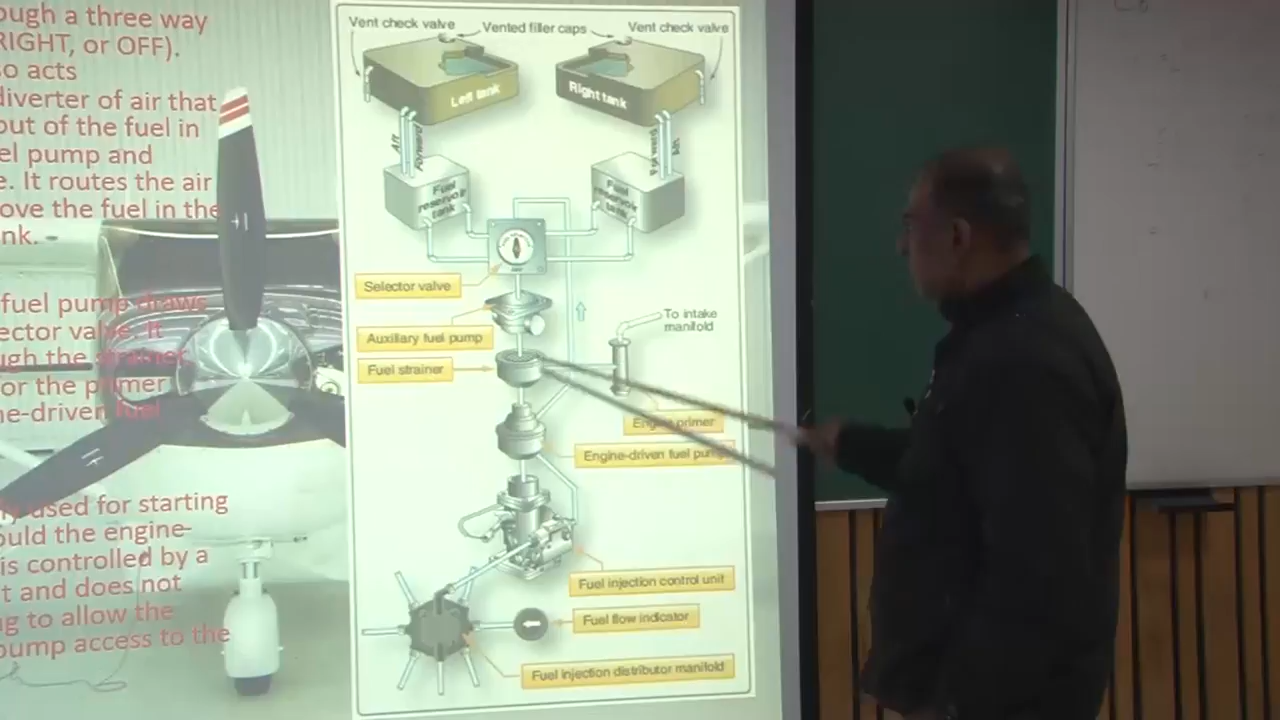 ough a three way
RIGHT, or OFF).
so acts
diverter of air that
out of the fuel in
el pump and
e. It routes the air
ove the fuel in the
nk.
fuel pump draws
ector valve. It
ugh the strainer,
or the primer
ne-driven fuel
ly used for starting
ould the engine-
is controlled by a
t and does not
ng to allow the
pump access to the
Vent check valve
Vented filler caps
Vent check valve
Left tank
Right tank
Air
Forward
Forward
Air
Fuel reservoir tank
Fuel reservoir tank
Selector valve
Auxiliary fuel pump
To intake manifold
Fuel strainer
Engine primer
Engine-driven fuel pump
Fuel injection control unit
Fuel flow indicator
Fuel injection distributor manifold